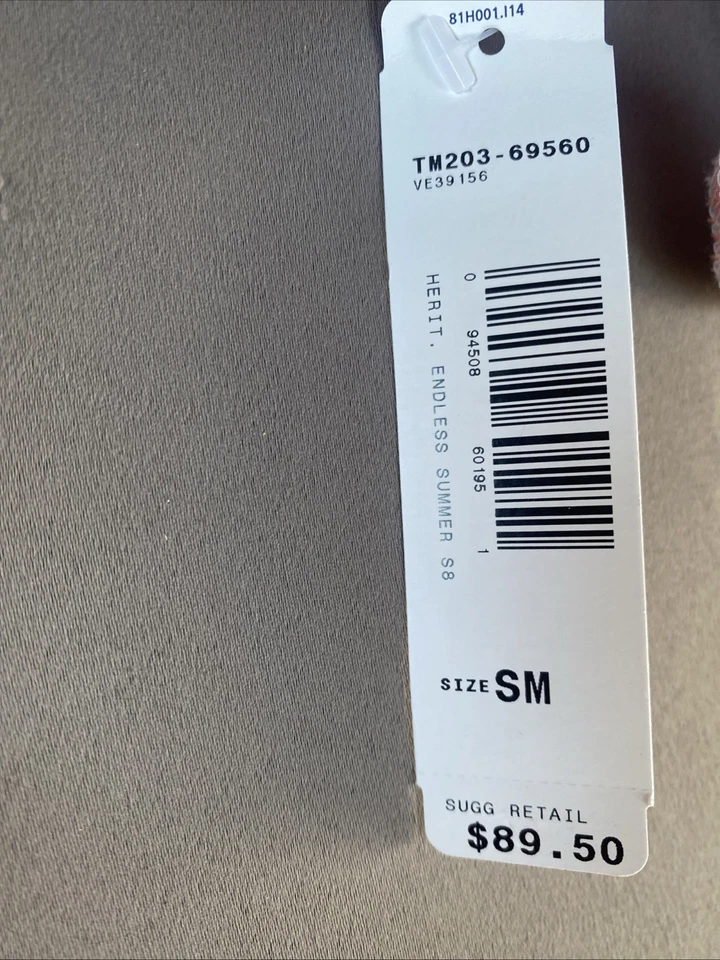 81H001.I14
TM203-69560
VE39156
HERIT. ENDLESS SUMMER S8
0 94508 60195 1
SIZE SM
SUGG RETAIL
$89.50